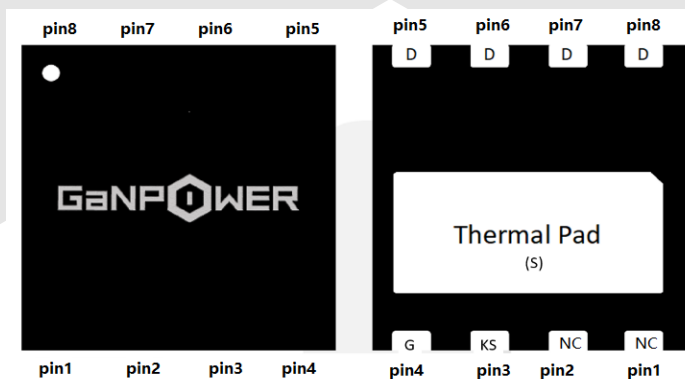 pin8 pin7 pin6 pin5
GaNPOWER
pin1 pin2 pin3 pin4
pin5 pin6 pin7 pin8
D D D D
Thermal Pad
(S)
G KS NC NC
pin4 pin3 pin2 pin1